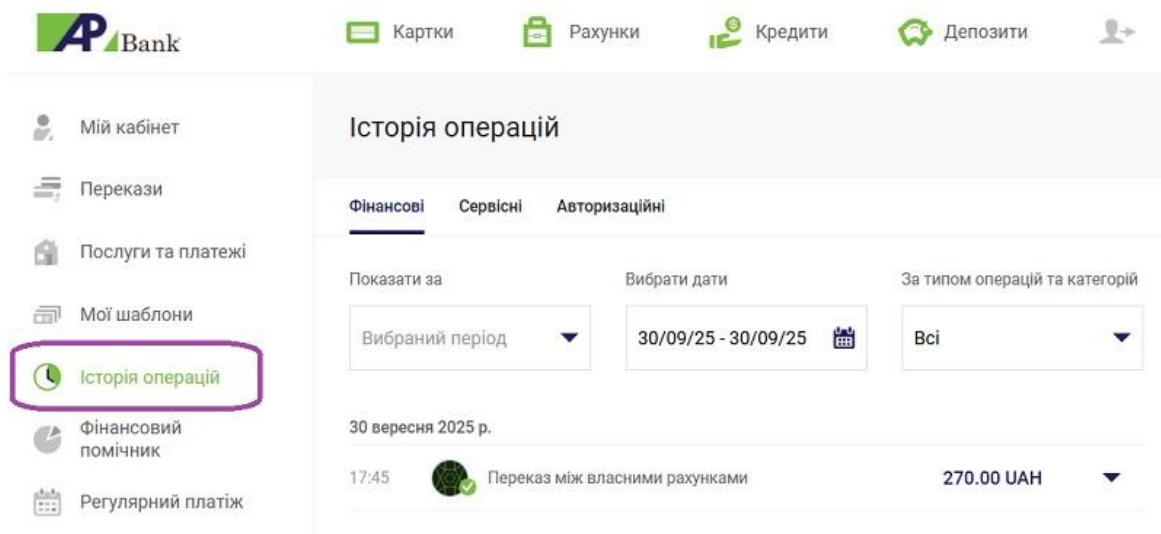 AP Bank
Картки
Рахунки
Кредити
Депозити
Мій кабінет
Перекази
Послуги та платежі
Мої шаблони
Історія операцій
Фінансовий
помічник
Регулярний платіж
Історія операцій
Фінансові
Сервісні
Авторизаційні
Показати за
Вибрати дати
За типом операцій та категорій
Вибраний період
30/09/25 - 30/09/25
Всі
30 вересня 2025 р.
17:45
Переказ між власними рахунками
270.00 UAH